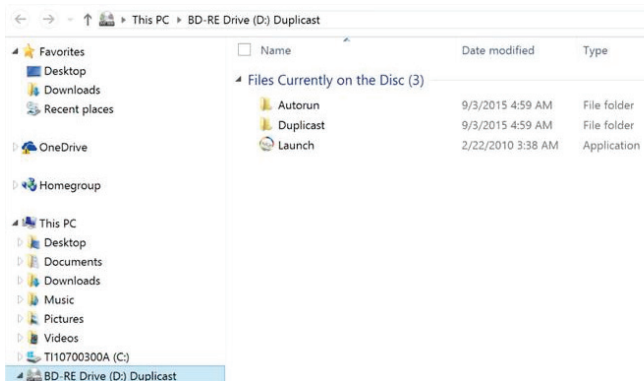 This PC ▸ BD-RE Drive (D:) Duplicast
Favorites
Desktop
Downloads
Recent places
OneDrive
Homegroup
This PC
Desktop
Documents
Downloads
Music
Pictures
Videos
TI10700300A (C:)
BD-RE Drive (D:) Duplicast
Name Date modified Type
Files Currently on the Disc (3)
Autorun 9/3/2015 4:59 AM File folder
Duplicast 9/3/2015 4:59 AM File folder
Launch 2/22/2010 3:38 AM Application